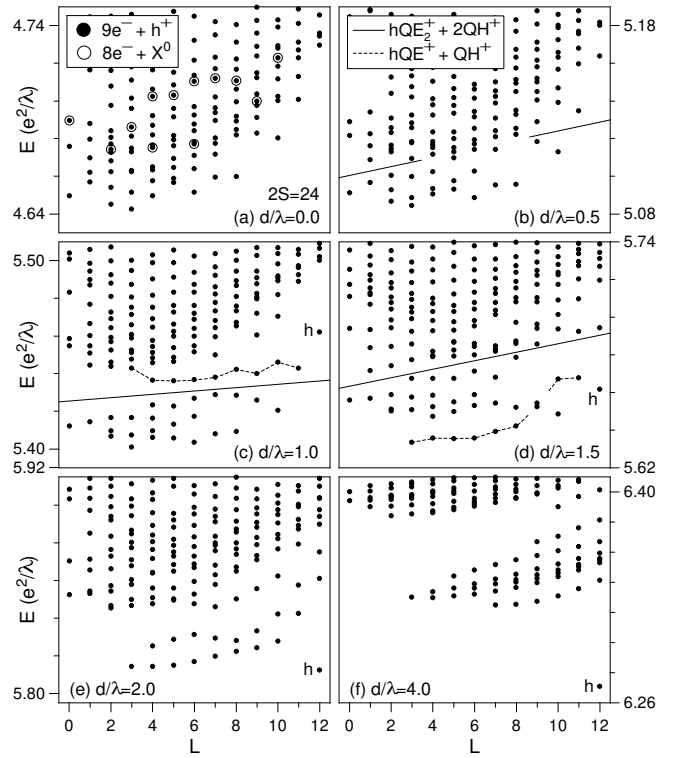 4.74
9e⁻ + h⁺
8e⁻ + X⁰
E (e²/λ)
2S=24
4.64
(a) d/λ=0.0
hQE₂⁺ + 2QH⁺
hQE⁺ + QH⁺
5.18
5.08
(b) d/λ=0.5
5.50
E (e²/λ)
h
5.40
(c) d/λ=1.0
5.92
5.74
h
(d) d/λ=1.5
5.62
E (e²/λ)
h
5.80
(e) d/λ=2.0
6.40
h
(f) d/λ=4.0
6.26
0 2 4 6 8 10 12
L
0 2 4 6 8 10 12
L